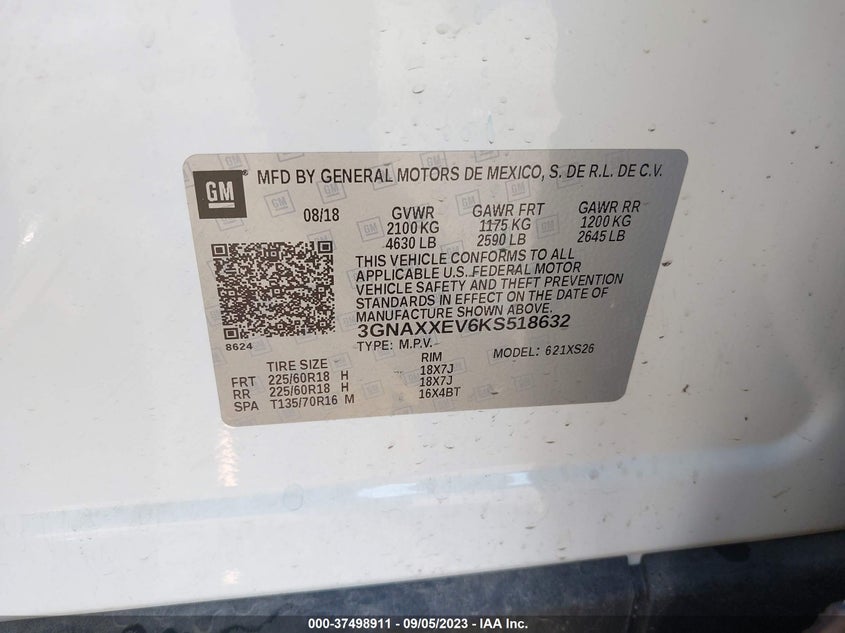 GM ® MFD BY GENERAL MOTORS DE MEXICO, S. DE R.L. DE C.V.
08/18 GVWR GAWR FRT GAWR RR
2100 KG 1175 KG 1200 KG
4630 LB 2590 LB 2645 LB
THIS VEHICLE CONFORMS TO ALL
APPLICABLE U.S. FEDERAL MOTOR
VEHICLE SAFETY AND THEFT PREVENTION
STANDARDS IN EFFECT ON THE DATE OF
MANUFACTURE SHOWN ABOVE.
3GNAXXEV6KS518632
8624
TYPE: M.P.V. MODEL: 621XS26
TIRE SIZE RIM
FRT 225/60R18 H 18X7J
RR 225/60R18 H 18X7J
SPA T135/70R16 M 16X4BT
000-37498911 - 09/05/2023 - IAA Inc.